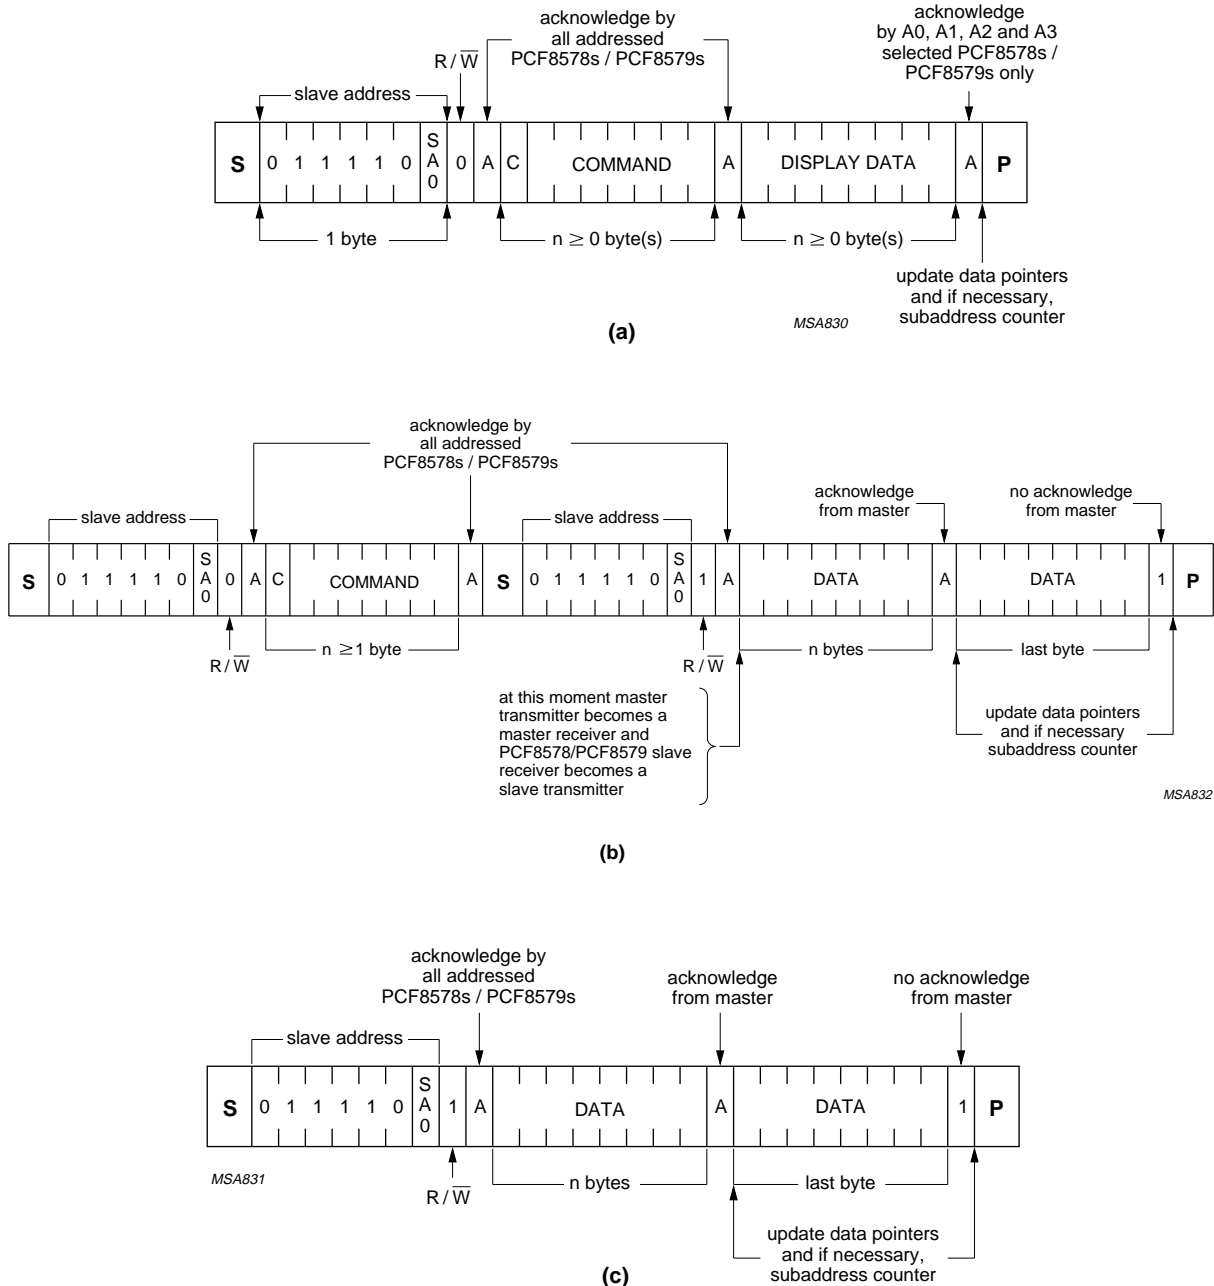 acknowledge by
all addressed
PCF8578s / PCF8579s
acknowledge
by A0, A1, A2 and A3
selected PCF8578s /
PCF8579s only
R / W
slave address
S 0 1 1 1 1 0 SA0 0 A C COMMAND A DISPLAY DATA A P
1 byte n ≥ 0 byte(s) n ≥ 0 byte(s)
update data pointers
and if necessary,
subaddress counter
(a)
MSA830
acknowledge by
all addressed
PCF8578s / PCF8579s
acknowledge
from master
no acknowledge
from master
slave address slave address
S 0 1 1 1 1 0 SA0 0 A C COMMAND A S 0 1 1 1 1 0 SA0 1 A DATA A DATA 1 P
R / W n ≥ 1 byte R / W n bytes last byte
at this moment master
transmitter becomes a
master receiver and
PCF8578/PCF8579 slave
receiver becomes a
slave transmitter
update data pointers
and if necessary
subaddress counter
MSA832
(b)
acknowledge by
all addressed
PCF8578s / PCF8579s
acknowledge
from master
no acknowledge
from master
slave address
S 0 1 1 1 1 0 SA0 1 A DATA A DATA 1 P
MSA831
R / W n bytes last byte
update data pointers
and if necessary,
subaddress counter
(c)